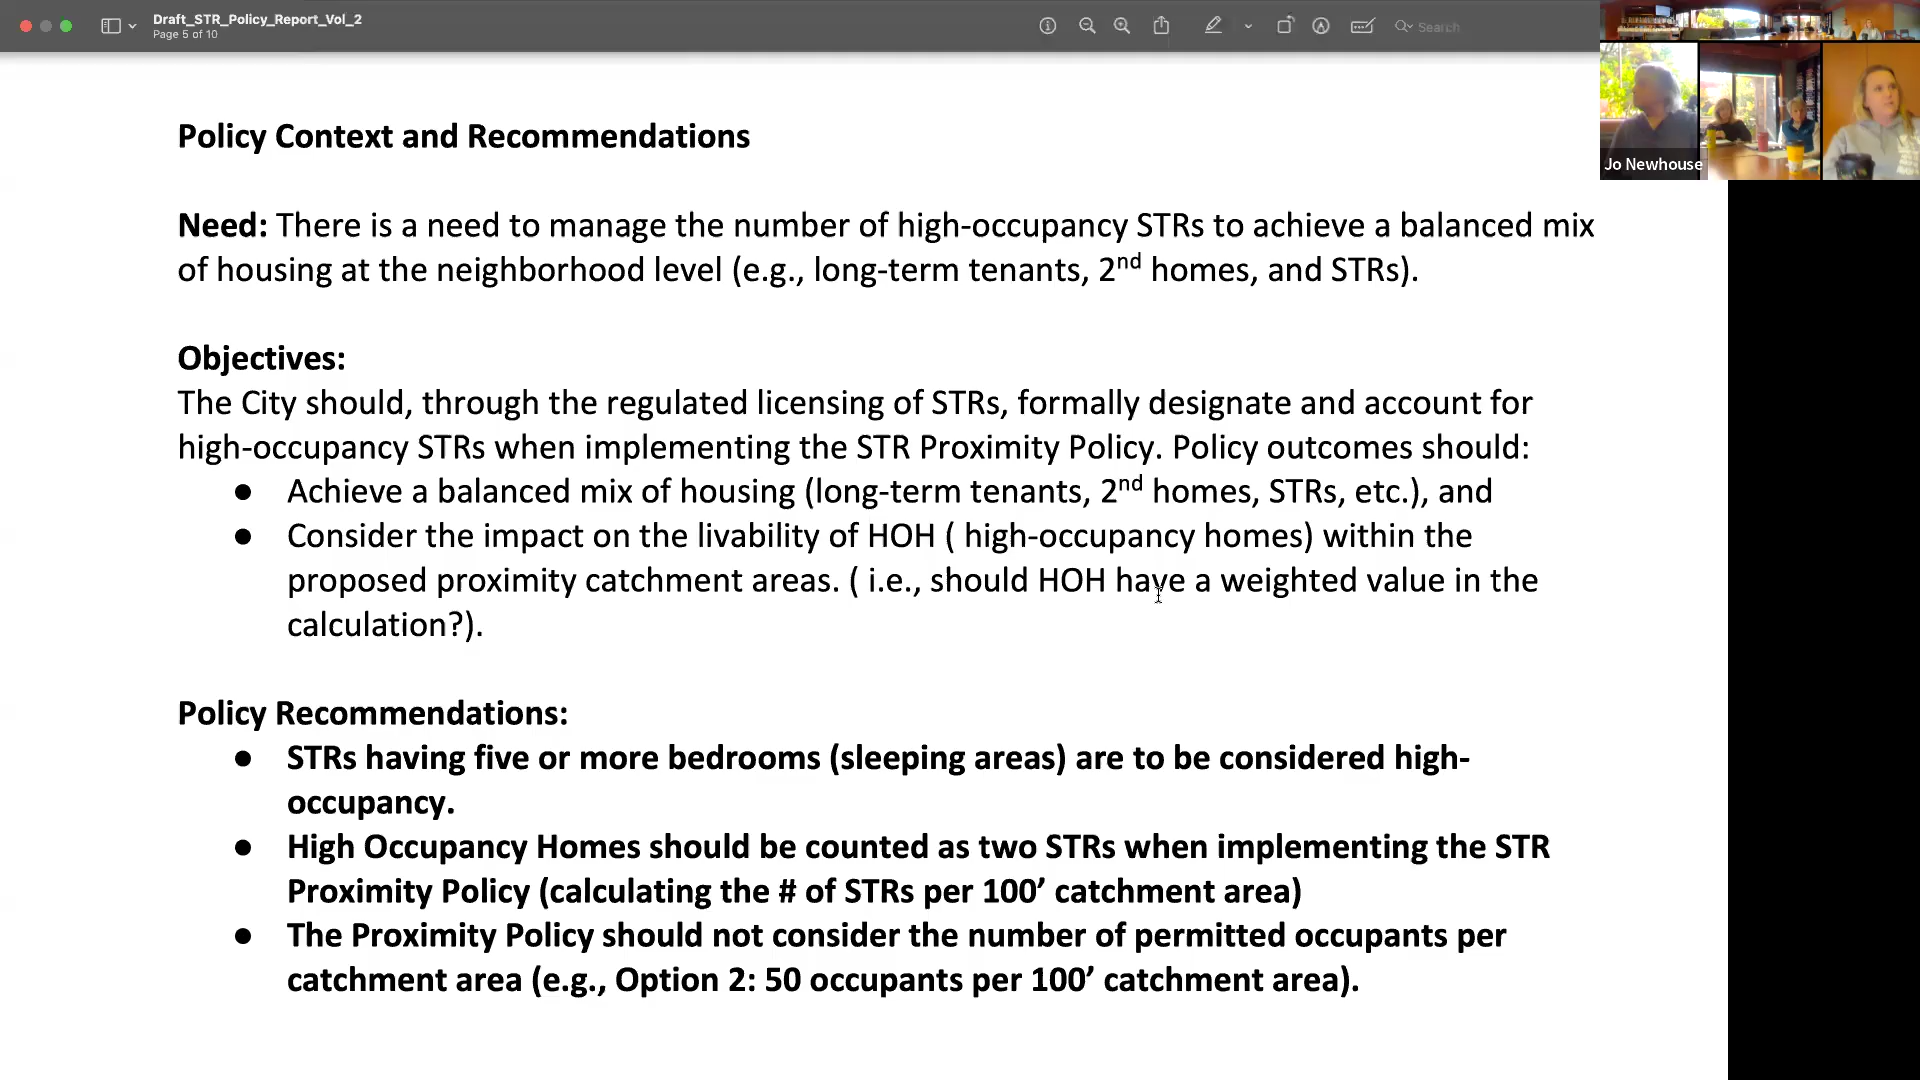 Draft_STR_Policy_Report_Vol_2
Page 5 of 10
Search
Jo Newhouse
Policy Context and Recommendations
Need: There is a need to manage the number of high-occupancy STRs to achieve a balanced mix
of housing at the neighborhood level (e.g., long-term tenants, 2nd homes, and STRs).
Objectives:
The City should, through the regulated licensing of STRs, formally designate and account for
high-occupancy STRs when implementing the STR Proximity Policy. Policy outcomes should:
● Achieve a balanced mix of housing (long-term tenants, 2nd homes, STRs, etc.), and
● Consider the impact on the livability of HOH ( high-occupancy homes) within the
proposed proximity catchment areas. ( i.e., should HOH have a weighted value in the
calculation?).
Policy Recommendations:
● STRs having five or more bedrooms (sleeping areas) are to be considered high-
occupancy.
● High Occupancy Homes should be counted as two STRs when implementing the STR
Proximity Policy (calculating the # of STRs per 100’ catchment area)
● The Proximity Policy should not consider the number of permitted occupants per
catchment area (e.g., Option 2: 50 occupants per 100’ catchment area).